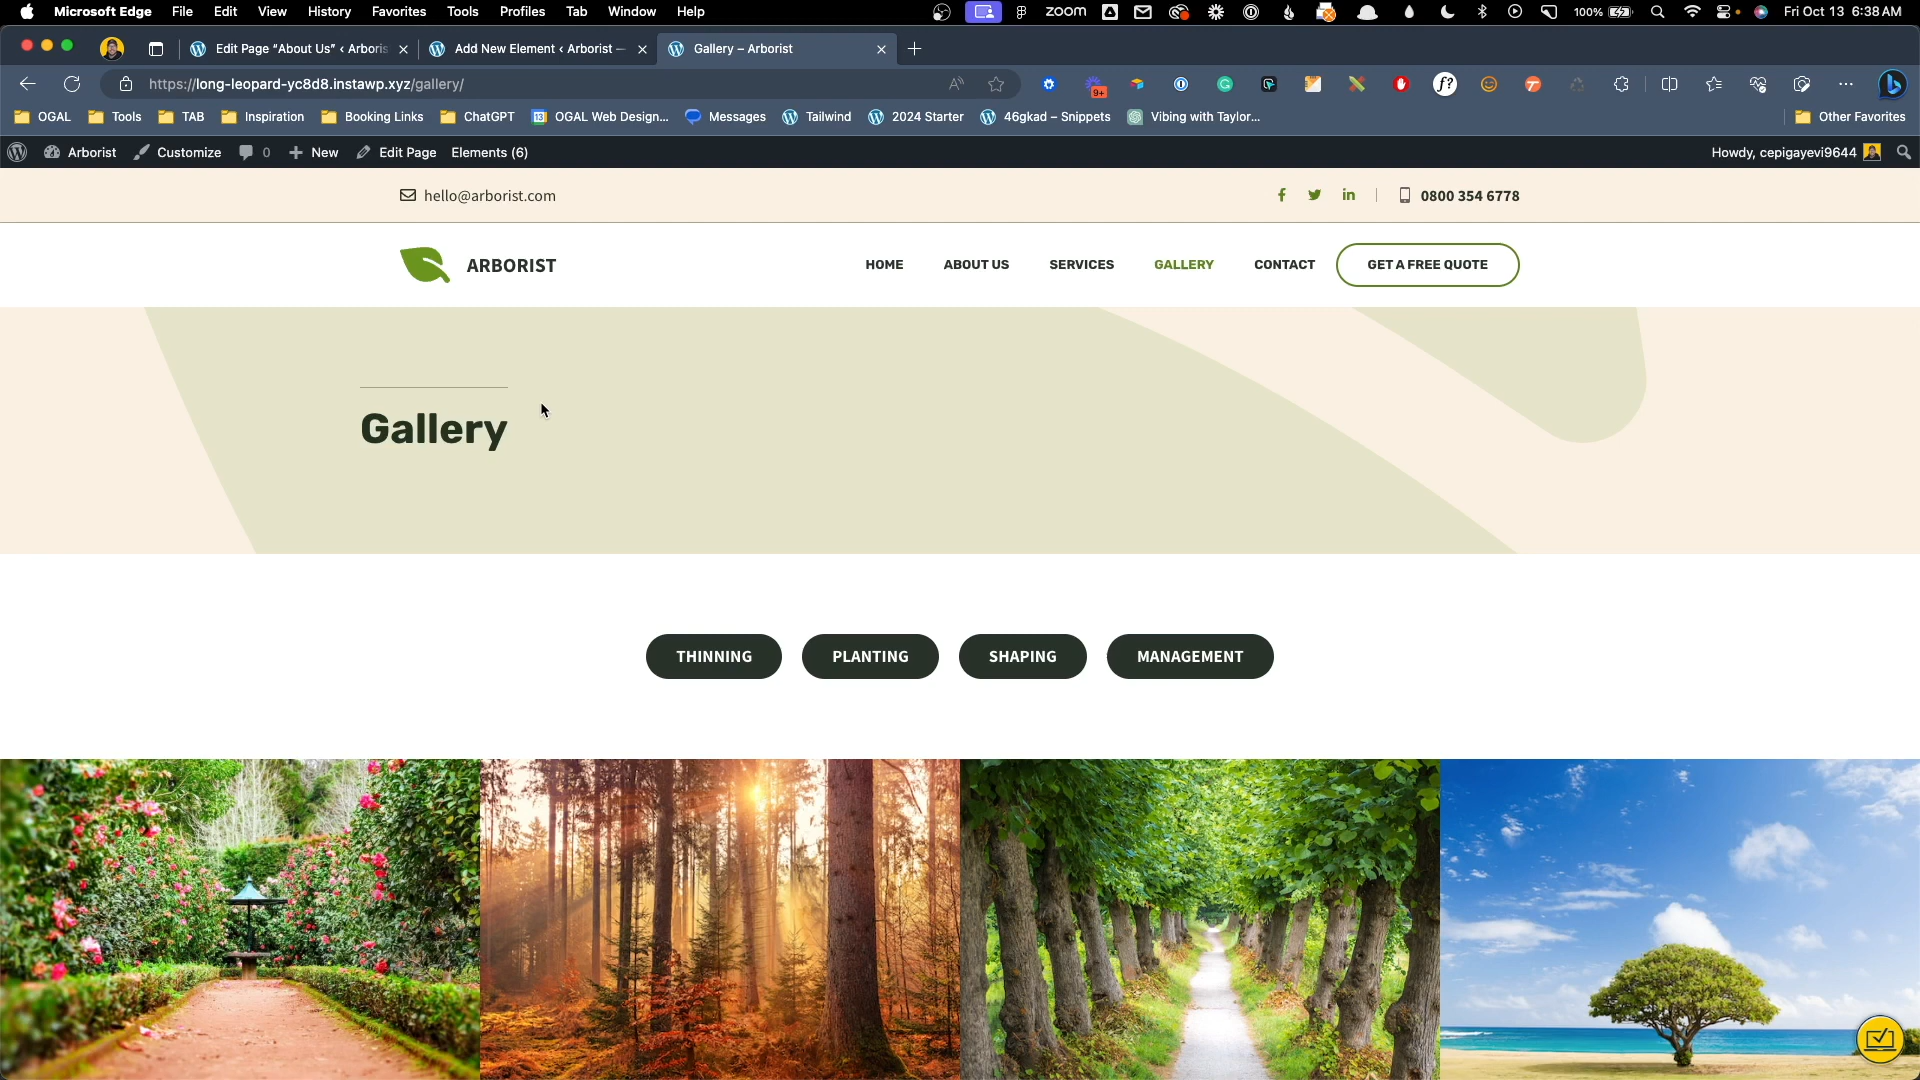 Microsoft Edge File Edit View History Favorites Tools Profiles Tab Window Help zoom 100% Fri Oct 13 6:38 AM
Edit Page “About Us” ‹ Arboris Add New Element ‹ Arborist — Gallery – Arborist
https://long-leopard-yc8d8.instawp.xyz/gallery/ 9+ f?
OGAL Tools TAB Inspiration Booking Links ChatGPT 13 OGAL Web Design... Messages Tailwind 2024 Starter 46gkad – Snippets Vibing with Taylor... Other Favorites
Arborist Customize 0 New Edit Page Elements (6) Howdy, cepigayevi9644
hello@arborist.com 0800 354 6778
ARBORIST HOME ABOUT US SERVICES GALLERY CONTACT GET A FREE QUOTE
Gallery
THINNING PLANTING SHAPING MANAGEMENT